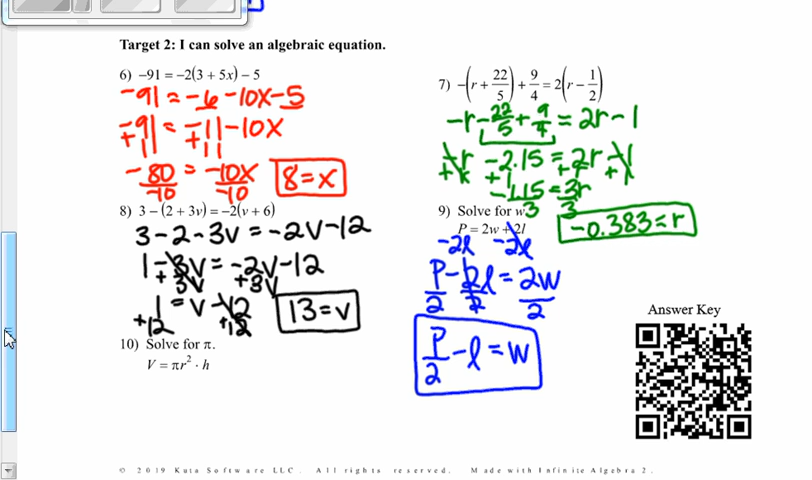 Target 2: I can solve an algebraic equation.
6) −91 = −2(3 + 5x) − 5
-91 = -6 -10x -5
-91 = -11 -10x
+11 +11
-80 = -10x
-10 -10
8 = x
7) −(r + 22/5) + 9/4 = 2(r − 1/2)
-r - 22/5 + 9/4 = 2r - 1
-r - 2.15 = 2r - 1
+r +1 +r +1
-1.15 = 3r
3 3
-0.383 = r
8) 3 − (2 + 3v) = −2(v + 6)
3 - 2 - 3v = -2v - 12
1 - 3v = -2v - 12
+3v +3v
1 = v - 12
+12 +12
13 = v
9) Solve for w
P = 2w + 2l
-2l -2l
P - 2l = 2w
2 2 2
P/2 - l = w
10) Solve for π.
V = πr² · h
Answer Key
© 2019 Kuta Software LLC. All rights reserved. Made with Infinite Algebra 2.